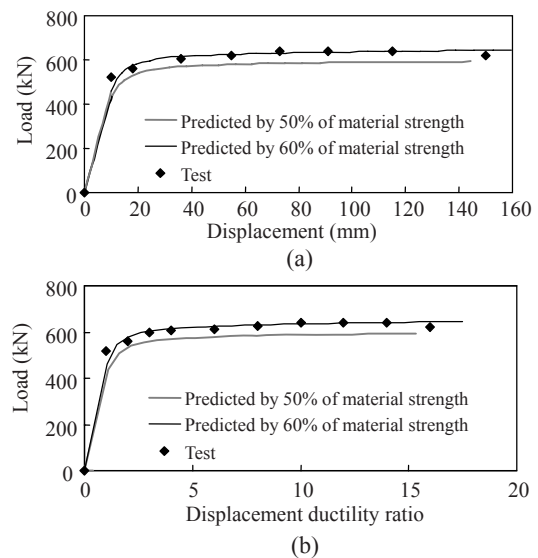 800
600
400
200
0
Load (kN)
Predicted by 50% of material strength
Predicted by 60% of material strength
Test
0 20 40 60 80 100 120 140 160
Displacement (mm)
(a)
800
600
400
200
0
Load (kN)
Predicted by 50% of material strength
Predicted by 60% of material strength
Test
0 5 10 15 20
Displacement ductility ratio
(b)